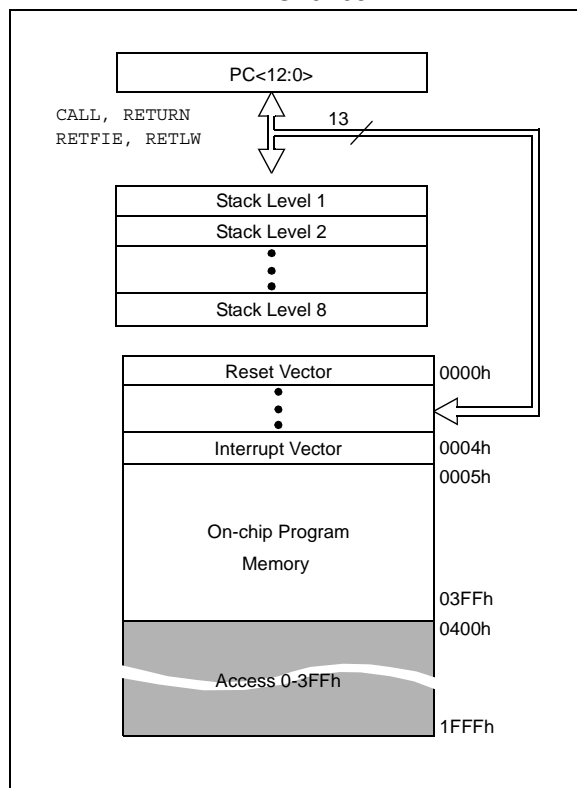 PC<12:0>
CALL, RETURN
RETFIE, RETLW
13
Stack Level 1
Stack Level 2
Stack Level 8
Reset Vector
0000h
Interrupt Vector
0004h
0005h
On-chip Program
Memory
03FFh
0400h
Access 0-3FFh
1FFFh